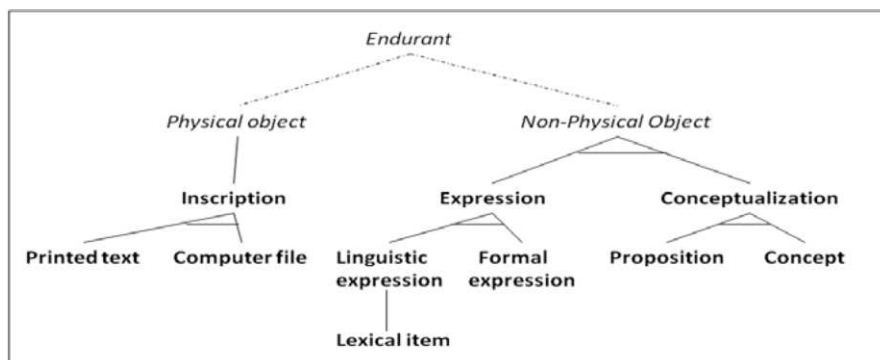 Endurant
Physical object
Non-Physical Object
Inscription
Expression
Conceptualization
Printed text
Computer file
Linguistic
expression
Formal
expression
Proposition
Concept
Lexical item